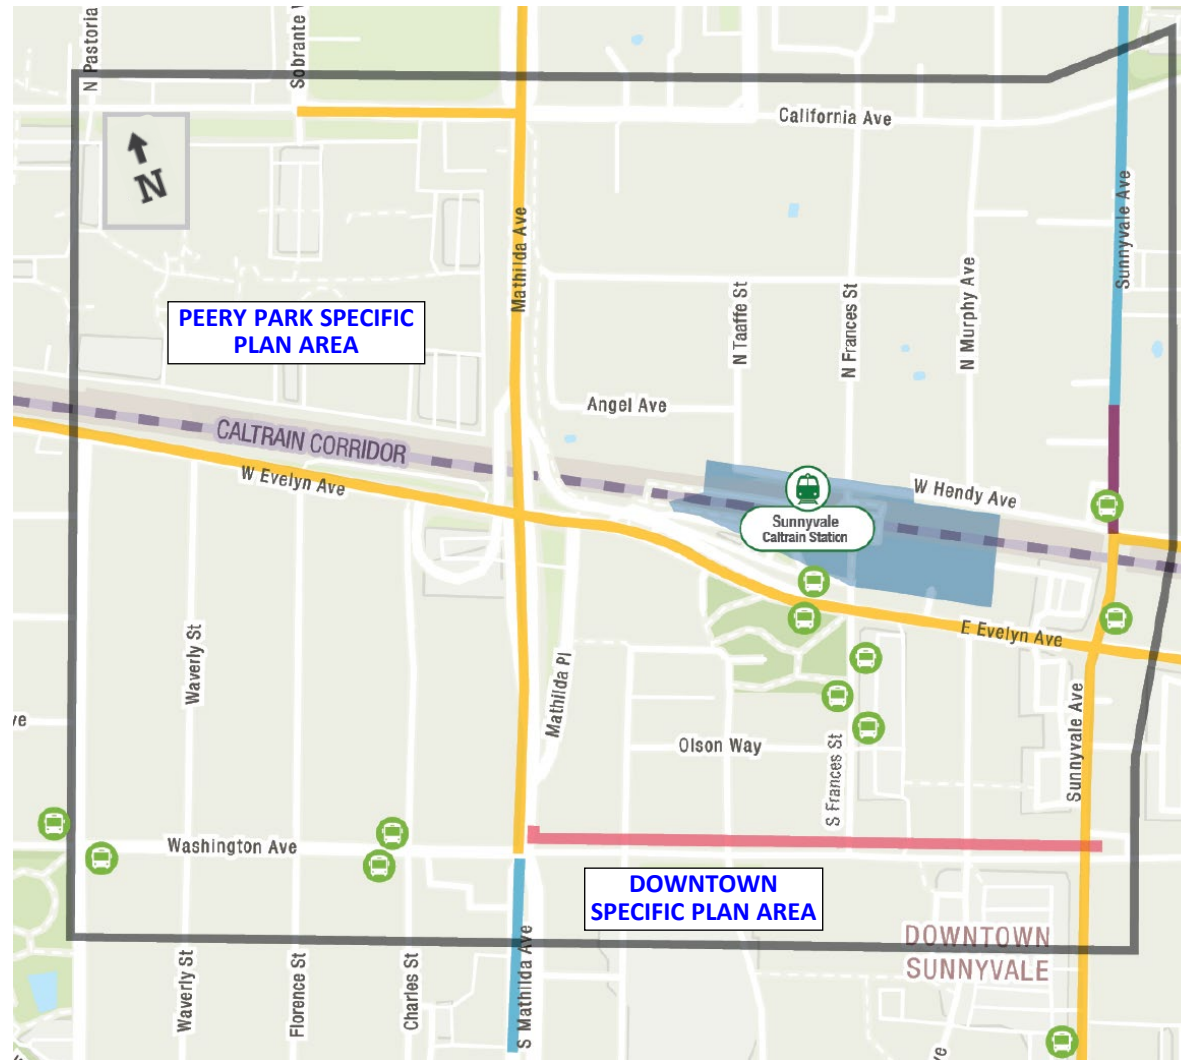 N Pastoria
Sobrante
California Ave
N
Mathilda Ave
Sunnyvale Ave
N Taaffe St
N Frances St
N Murphy Ave
PEERY PARK SPECIFIC
PLAN AREA
Angel Ave
CALTRAIN CORRIDOR
W Evelyn Ave
W Hendy Ave
Sunnyvale
Caltrain Station
E Evelyn Ave
Waverly St
Mathilda Pl
Olson Way
S Frances St
Sunnyvale Ave
ve
Washington Ave
DOWNTOWN
SPECIFIC PLAN AREA
DOWNTOWN
SUNNYVALE
Waverly St
Florence St
Charles St
S Mathilda Ave
ve